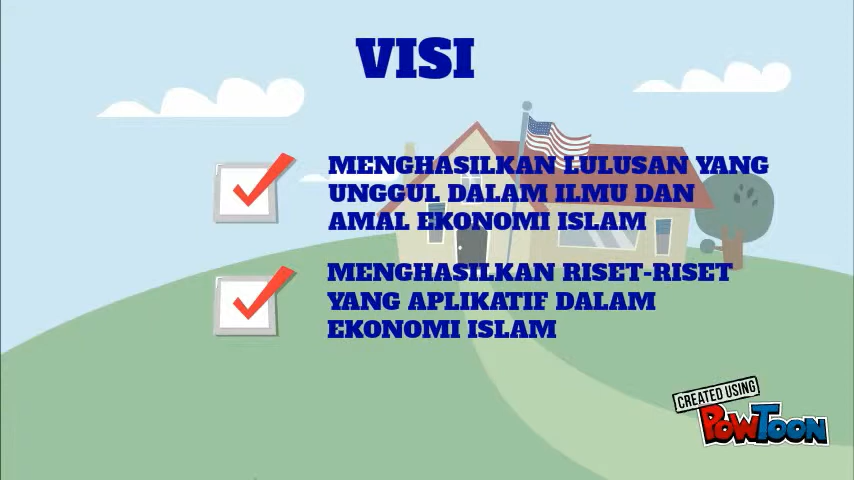 VISI
MENGHASILKAN LULUSAN YANG
UNGGUL DALAM ILMU DAN
AMAL EKONOMI ISLAM
MENGHASILKAN RISET-RISET
YANG APLIKATIF DALAM
EKONOMI ISLAM
CREATED USING
POWTOON